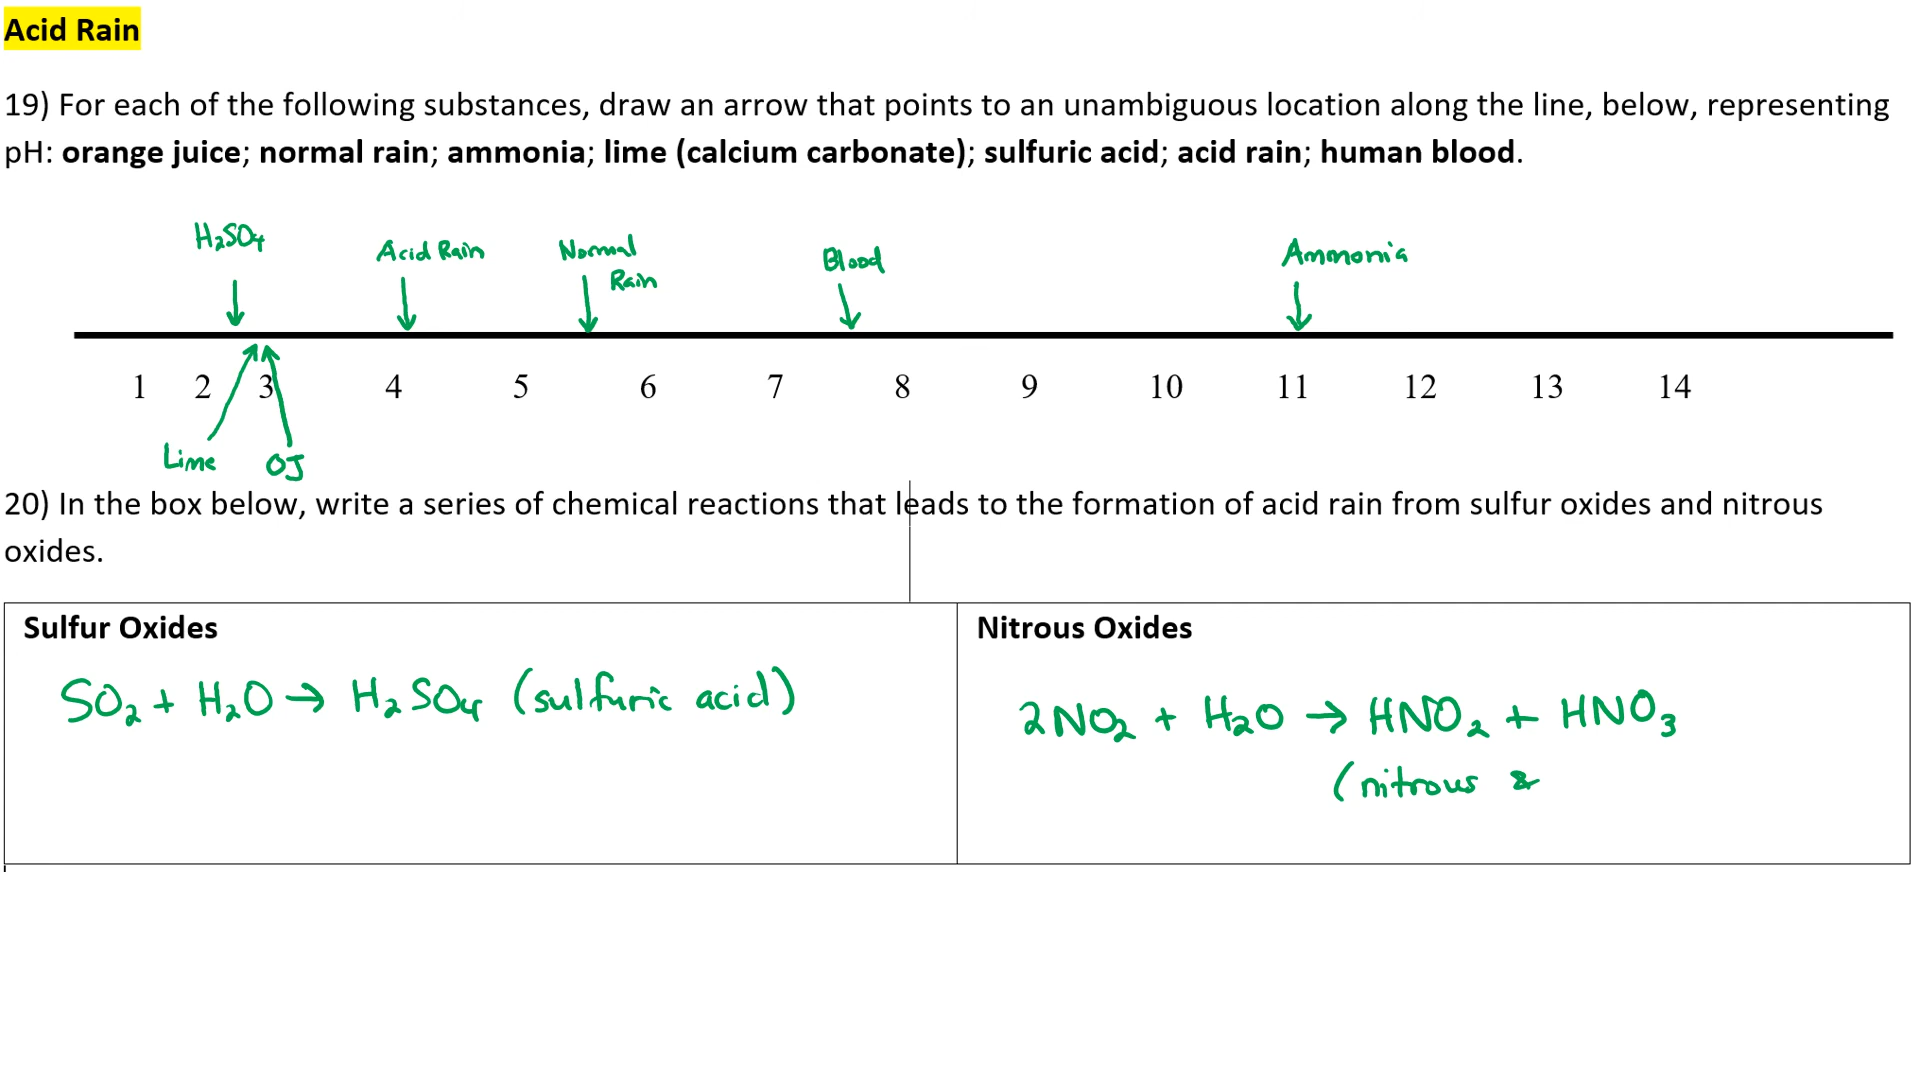 Acid Rain
19) For each of the following substances, draw an arrow that points to an unambiguous location along the line, below, representing
pH: orange juice; normal rain; ammonia; lime (calcium carbonate); sulfuric acid; acid rain; human blood.
H₂SO₄
Acid Rain
Normal
Rain
Blood
Ammonia
1 2 3 4 5 6 7 8 9 10 11 12 13 14
Lime OJ
20) In the box below, write a series of chemical reactions that leads to the formation of acid rain from sulfur oxides and nitrous
oxides.
Sulfur Oxides
SO₂ + H₂O → H₂SO₄ (sulfuric acid)
Nitrous Oxides
2NO₂ + H₂O → HNO₂ + HNO₃
(nitrous &